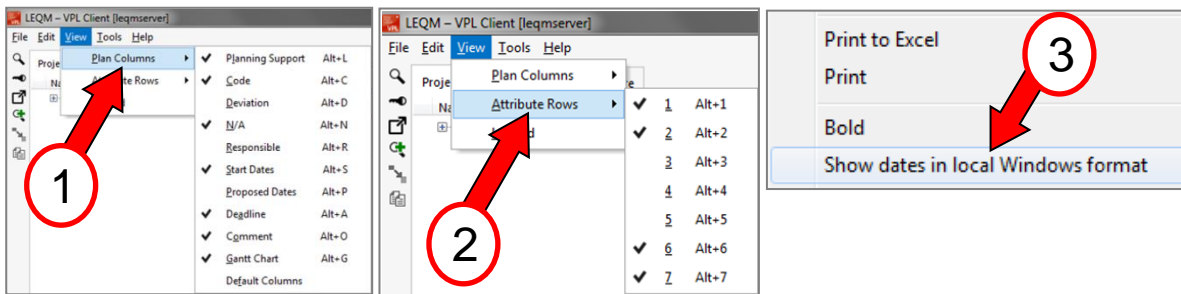 LEQM – VPL Client [leqmserver]
File Edit View Tools Help
Plan Columns
Attribute Rows
Planning Support Alt+L
Code Alt+C
Deviation Alt+D
N/A Alt+N
Responsible Alt+R
Start Dates Alt+S
Proposed Dates Alt+P
Deadline Alt+A
Comment Alt+O
Gantt Chart Alt+G
Default Columns
1
LEQM – VPL Client [leqmserver]
File Edit View Tools Help
Plan Columns
Attribute Rows
1 Alt+1
2 Alt+2
3 Alt+3
4 Alt+4
5 Alt+5
6 Alt+6
7 Alt+7
2
Print to Excel
Print
Bold
Show dates in local Windows format
3